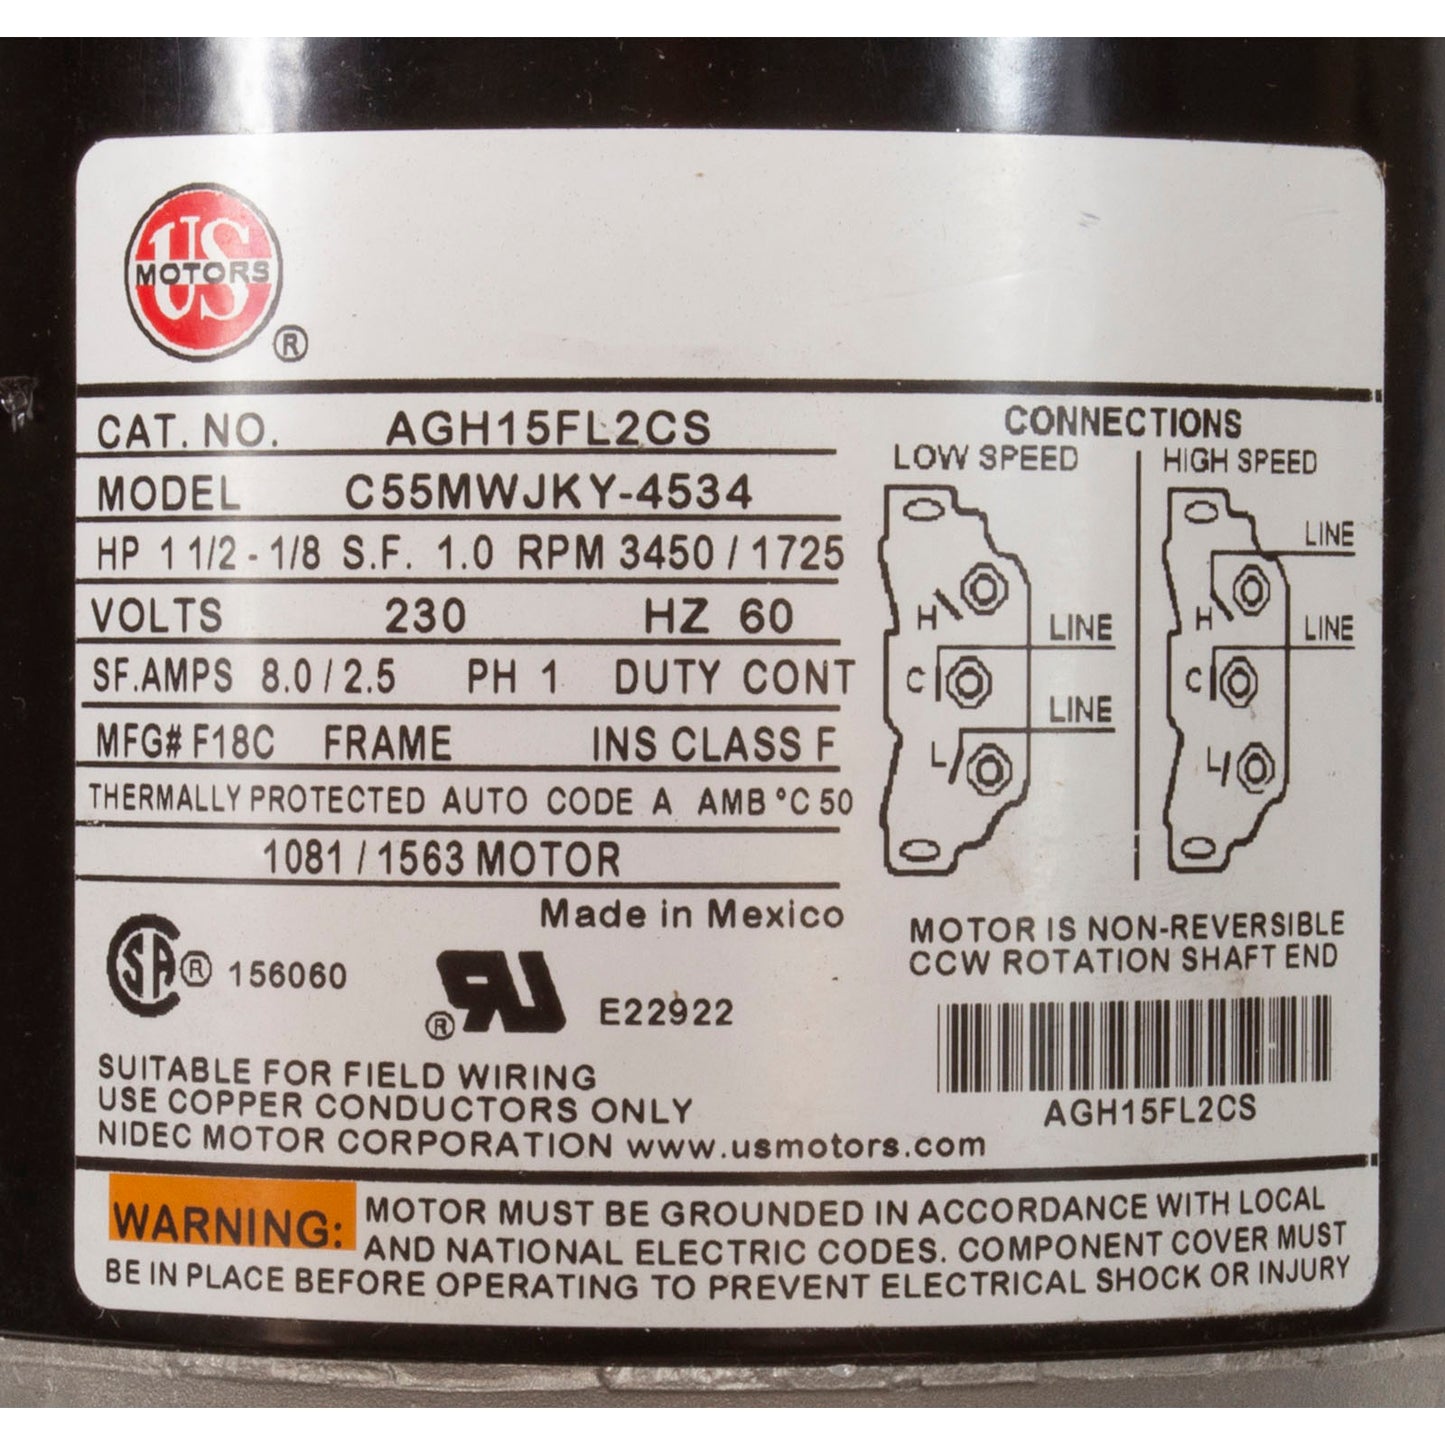 US
MOTORS
®
CAT. NO. AGH15FL2CS
MODEL C55MWJKY-4534
HP 1 1/2 - 1/8 S.F. 1.0 RPM 3450 / 1725
VOLTS 230 HZ 60
SF.AMPS 8.0 / 2.5 PH 1 DUTY CONT
MFG# F18C FRAME INS CLASS F
THERMALLY PROTECTED AUTO CODE A AMB °C 50
1081 / 1563 MOTOR
Made in Mexico
CONNECTIONS
LOW SPEED
H
C
L
LINE
LINE
HIGH SPEED
LINE
H
LINE
C
L
MOTOR IS NON-REVERSIBLE
CCW ROTATION SHAFT END
AGH15FL2CS
SA ® 156060
® RU E22922
SUITABLE FOR FIELD WIRING
USE COPPER CONDUCTORS ONLY
NIDEC MOTOR CORPORATION www.usmotors.com
WARNING: MOTOR MUST BE GROUNDED IN ACCORDANCE WITH LOCAL
AND NATIONAL ELECTRIC CODES. COMPONENT COVER MUST
BE IN PLACE BEFORE OPERATING TO PREVENT ELECTRICAL SHOCK OR INJURY